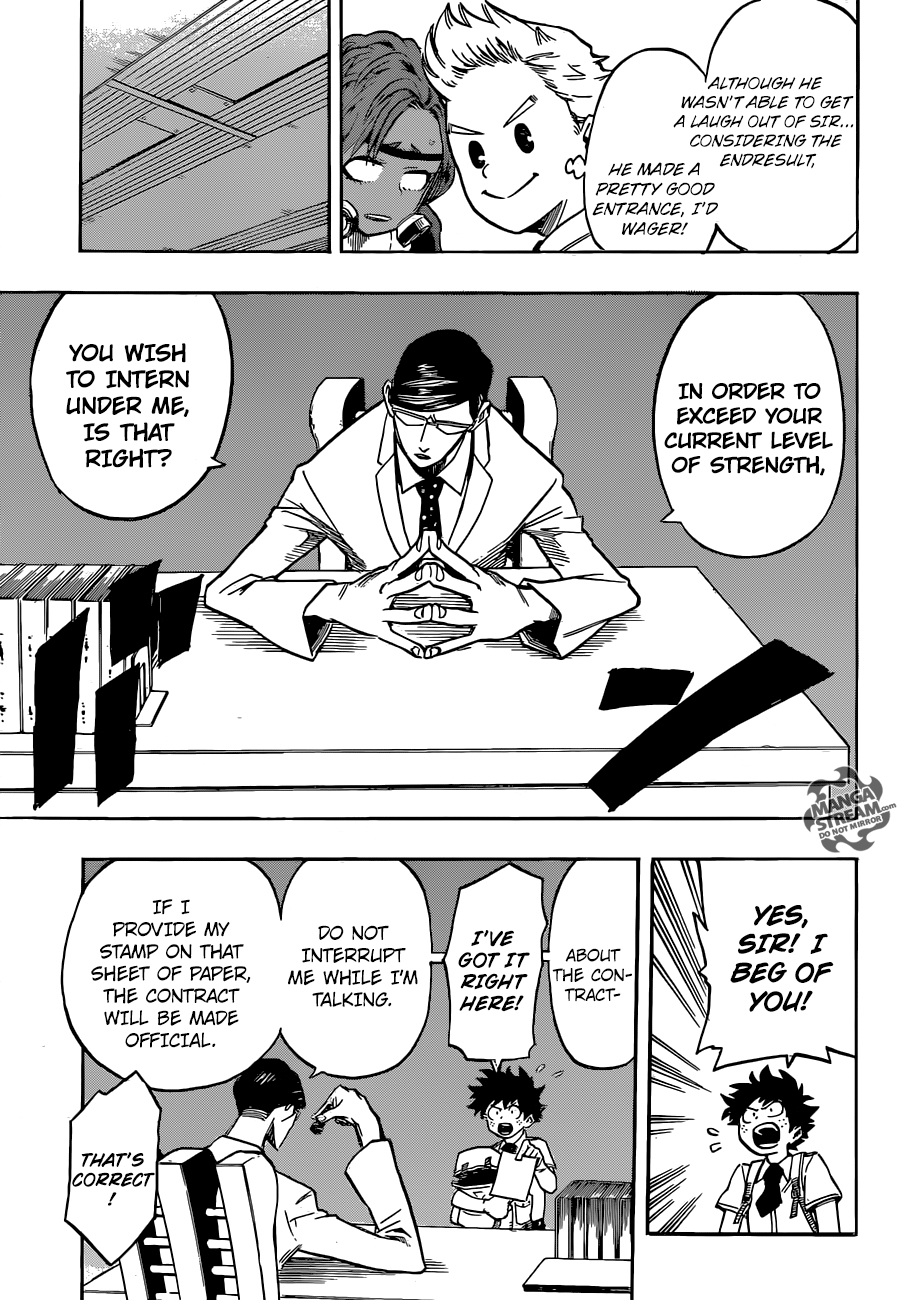 ALTHOUGH HE
WASN'T ABLE TO GET
A LAUGH OUT OF SIR...
CONSIDERING THE
ENDRESULT,
HE MADE A
PRETTY GOOD
ENTRANCE, I'D
WAGER!
IN ORDER TO
EXCEED YOUR
CURRENT LEVEL
OF STRENGTH,
YOU WISH
TO INTERN
UNDER ME,
IS THAT
RIGHT?
MANGA
STREAM.com
DO NOT MIRROR
YES,
SIR! I
BEG OF
YOU!
ABOUT
THE CON-
TRACT-
I'VE
GOT IT
RIGHT
HERE!
DO NOT
INTERRUPT
ME WHILE I'M
TALKING.
IF I
PROVIDE MY
STAMP ON THAT
SHEET OF PAPER,
THE CONTRACT
WILL BE MADE
OFFICIAL.
THAT'S
CORRECT
!